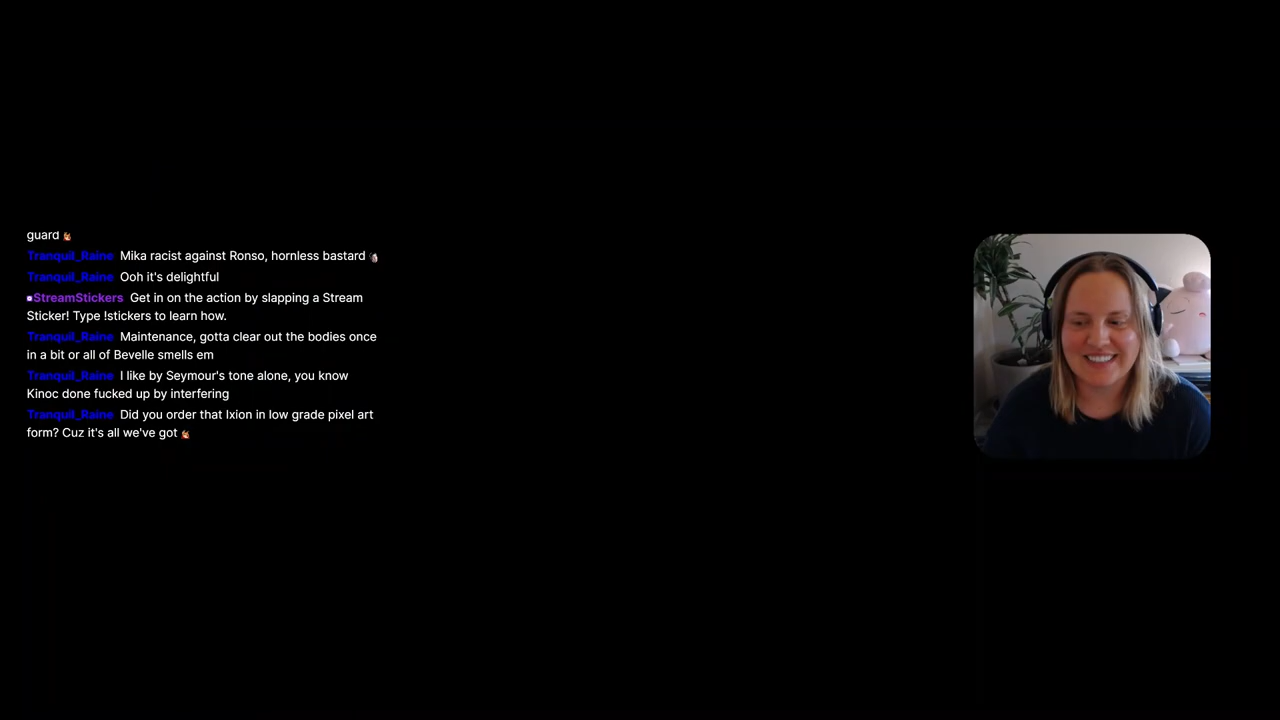 guard
Tranquil_Raine Mika racist against Ronso, hornless bastard
Tranquil_Raine Ooh it's delightful
StreamStickers Get in on the action by slapping a Stream
Sticker! Type !stickers to learn how.
Tranquil_Raine Maintenance, gotta clear out the bodies once
in a bit or all of Bevelle smells em
Tranquil_Raine I like by Seymour's tone alone, you know
Kinoc done fucked up by interfering
Tranquil_Raine Did you order that Ixion in low grade pixel art
form? Cuz it's all we've got